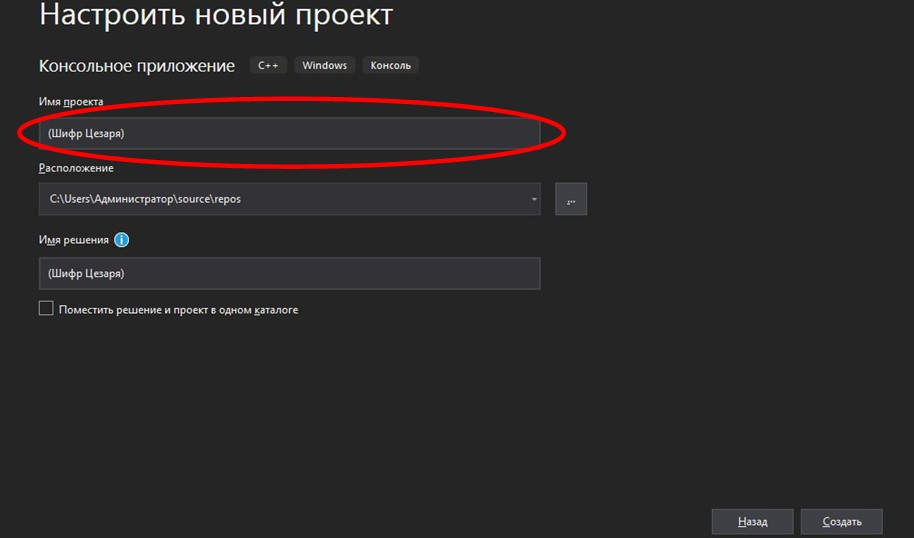 Настроить новый проект
Консольное приложение C++ Windows Консоль
Имя проекта
(Шифр Цезаря)
Расположение
C:\Users\Администратор\source\repos
...
Имя решения
(Шифр Цезаря)
Поместить решение и проект в одном каталоге
Назад Создать